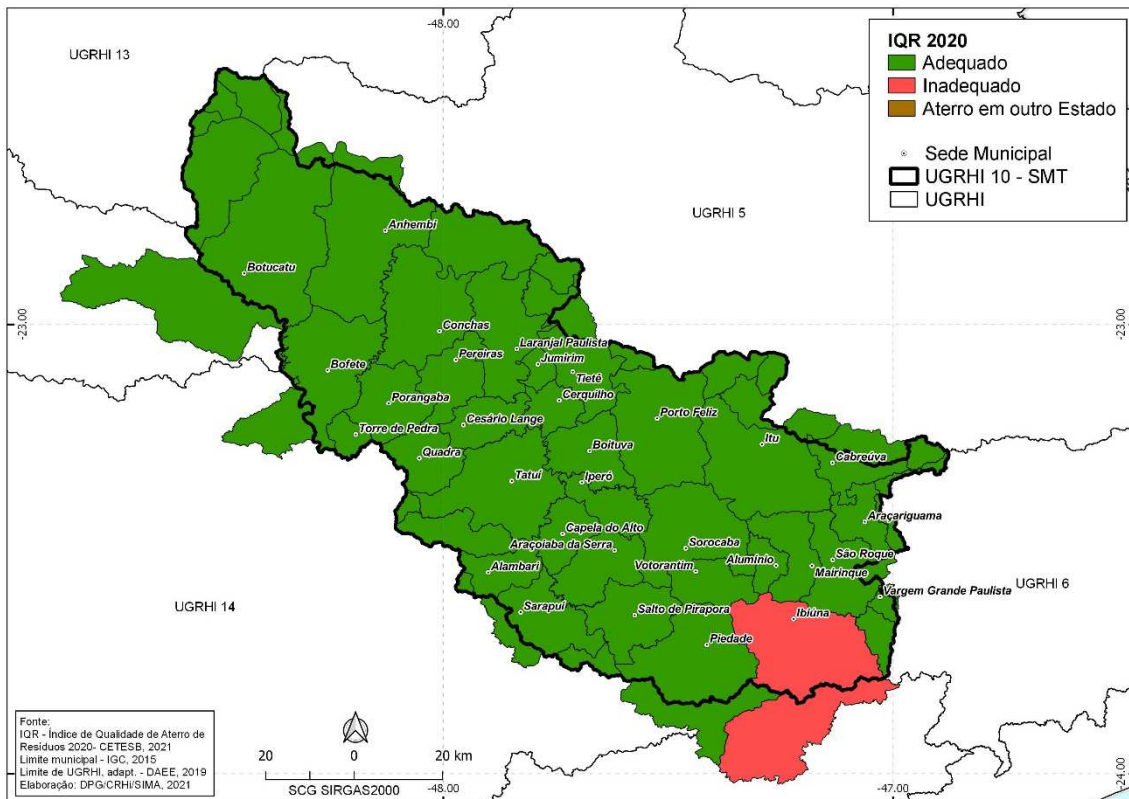 -48.00
-47.00
UGRHI 13
IQR 2020
Adequado
Inadequado
Aterro em outro Estado
Sede Municipal
UGRHI 10 - SMT
UGRHI
UGRHI 5
Anhembi
Botucatu
-23.00
-23.00
Conchas
Laranjal Paulista
Pereiras
Jumirim
Bofete
Tietê
Cerquilho
Porangaba
Porto Feliz
Cesário Lange
Torre de Pedra
Itu
Boituva
Quadra
Cabreúva
Tatuí
Iperó
Araçariguama
Capela do Alto
Araçoiaba da Serra
Sorocaba
São Roque
Alambari
Votorantim
Alumínio
Mairinque
UGRHI 6
Vargem Grande Paulista
UGRHI 14
Sarapuí
Salto de Pirapora
Ibiúna
Piedade
Fonte:
IQR - Índice de Qualidade de Aterro de
Resíduos 2020- CETESB, 2021
Limite municipal - IGC, 2015
Limite de UGRHI, adapt. - DAEE, 2019
Elaboração: DPG/CRHi/SIMA, 2021
20 0 20 km
SCG SIRGAS2000
-48.00
-47.00
-24.00